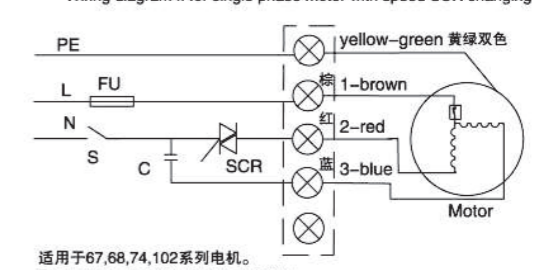 PE
yellow-green 黄绿双色
L
FU
棕
1-brown
N
S
C
SCR
红
2-red
蓝
3-blue
Motor
适用于67,68,74,102系列电机。